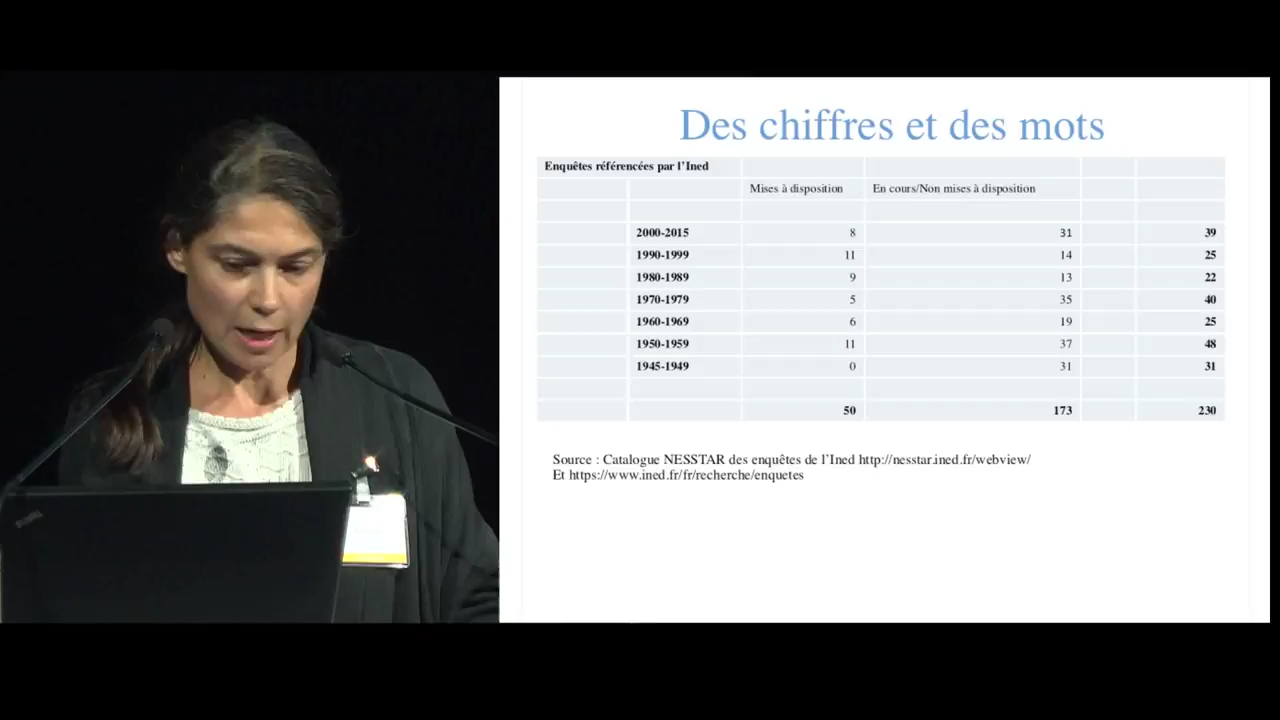 Des chiffres et des mots
Enquêtes référencées par l'Ined
Mises à disposition En cours/Non mises à disposition
2000-2015 8 31 39
1990-1999 11 14 25
1980-1989 9 13 22
1970-1979 5 35 40
1960-1969 6 19 25
1950-1959 11 37 48
1945-1949 0 31 31
50 173 230
Source : Catalogue NESSTAR des enquêtes de l'Ined http://nesstar.ined.fr/webview/
Et https://www.ined.fr/fr/recherche/enquetes